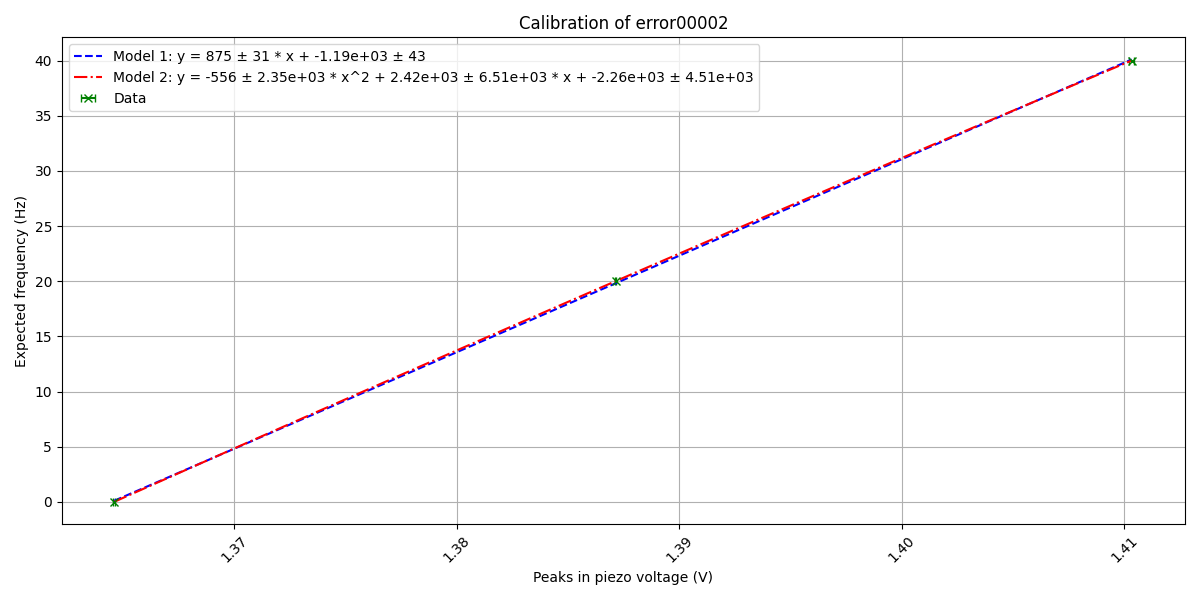 Calibration of error00002
Model 1: y = 875 ± 31 * x + -1.19e+03 ± 43
Model 2: y = -556 ± 2.35e+03 * x^2 + 2.42e+03 ± 6.51e+03 * x + -2.26e+03 ± 4.51e+03
Data
Expected frequency (Hz)
40
35
30
25
20
15
10
5
0
1.37
1.38
1.39
1.40
1.41
Peaks in piezo voltage (V)